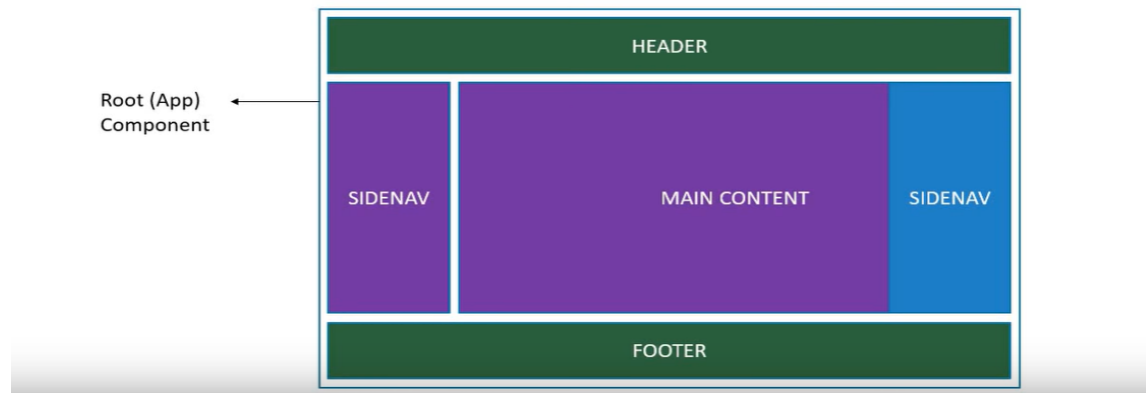 HEADER
Root (App)
Component
SIDENAV
MAIN CONTENT
SIDENAV
FOOTER